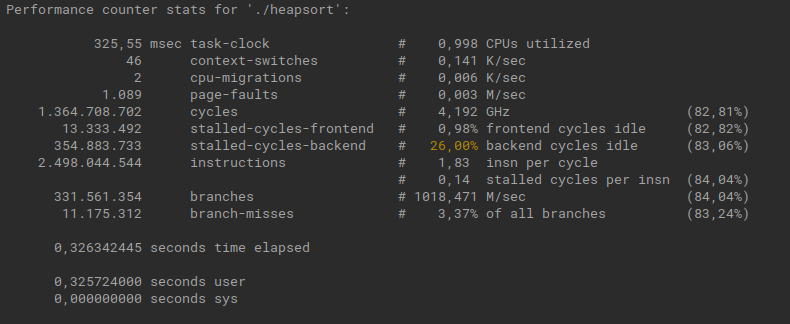 Performance counter stats for './heapsort':
325,55 msec task-clock # 0,998 CPUs utilized
46 context-switches # 0,141 K/sec
2 cpu-migrations # 0,006 K/sec
1.089 page-faults # 0,003 M/sec
1.364.708.702 cycles # 4,192 GHz (82,81%)
13.333.492 stalled-cycles-frontend # 0,98% frontend cycles idle (82,82%)
354.883.733 stalled-cycles-backend # 26,00% backend cycles idle (83,06%)
2.498.044.544 instructions # 1,83 insn per cycle
# 0,14 stalled cycles per insn (84,04%)
331.561.354 branches # 1018,471 M/sec (84,04%)
11.175.312 branch-misses # 3,37% of all branches (83,24%)
0,326342445 seconds time elapsed
0,325724000 seconds user
0,000000000 seconds sys